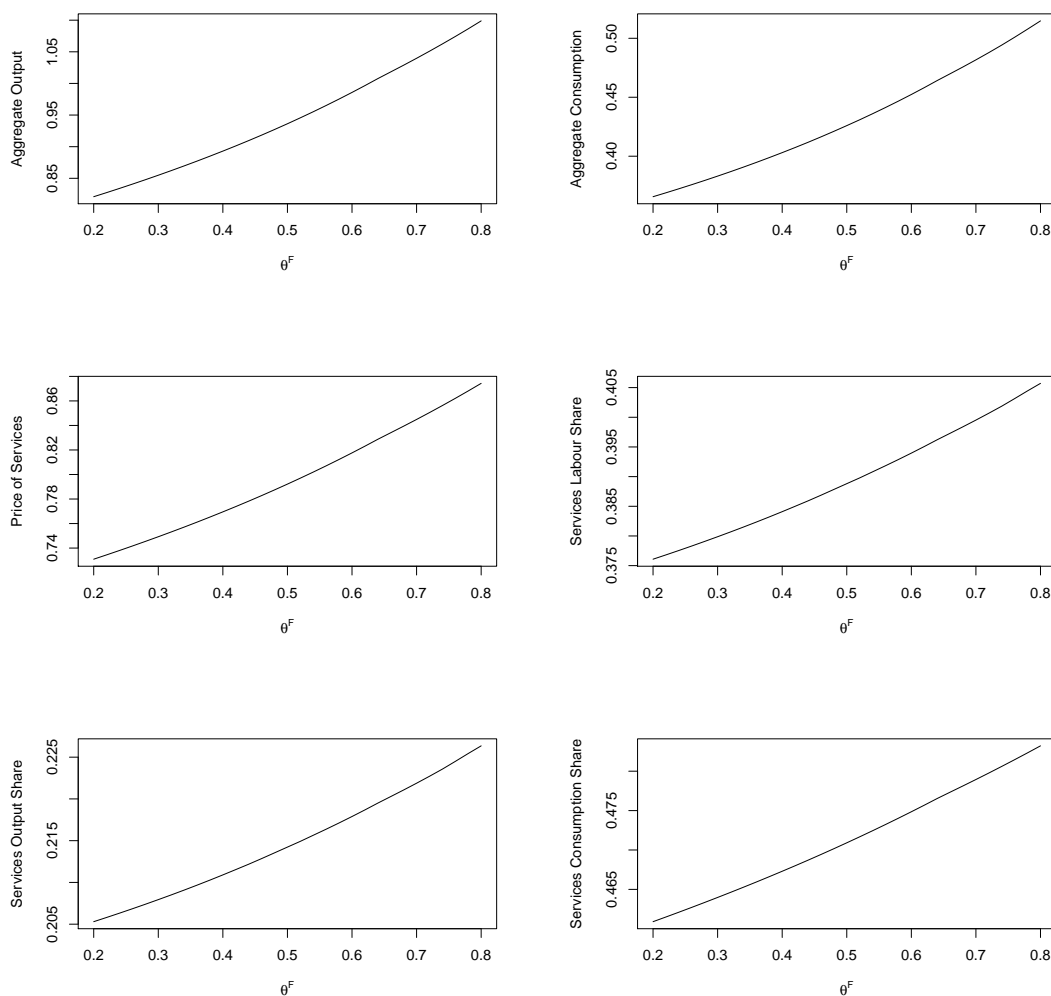 Aggregate Output
0.85 0.95 1.05
0.2 0.3 0.4 0.5 0.6 0.7 0.8
θ^F
Aggregate Consumption
0.40 0.45 0.50
0.2 0.3 0.4 0.5 0.6 0.7 0.8
θ^F
Price of Services
0.74 0.78 0.82 0.86
0.2 0.3 0.4 0.5 0.6 0.7 0.8
θ^F
Services Labour Share
0.375 0.385 0.395 0.405
0.2 0.3 0.4 0.5 0.6 0.7 0.8
θ^F
Services Output Share
0.205 0.215 0.225
0.2 0.3 0.4 0.5 0.6 0.7 0.8
θ^F
Services Consumption Share
0.465 0.475
0.2 0.3 0.4 0.5 0.6 0.7 0.8
θ^F